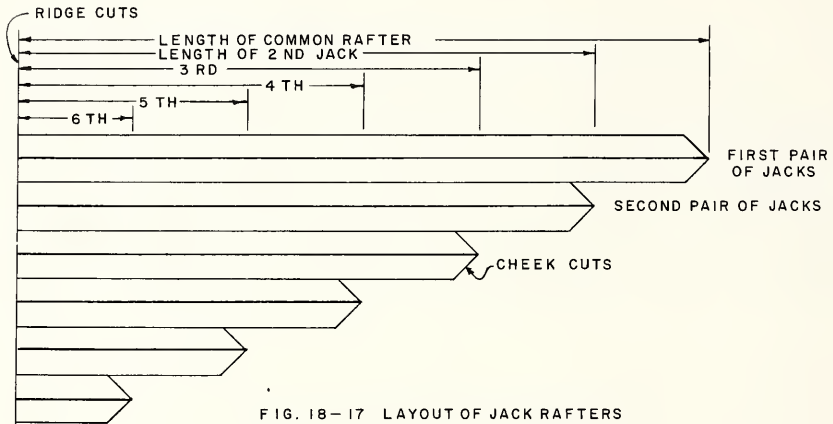 RIDGE CUTS
LENGTH OF COMMON RAFTER
LENGTH OF 2ND JACK
3 RD
4 TH
5 TH
6 TH
FIRST PAIR
OF JACKS
SECOND PAIR OF JACKS
CHEEK CUTS
FIG. 18-17 LAYOUT OF JACK RAFTERS